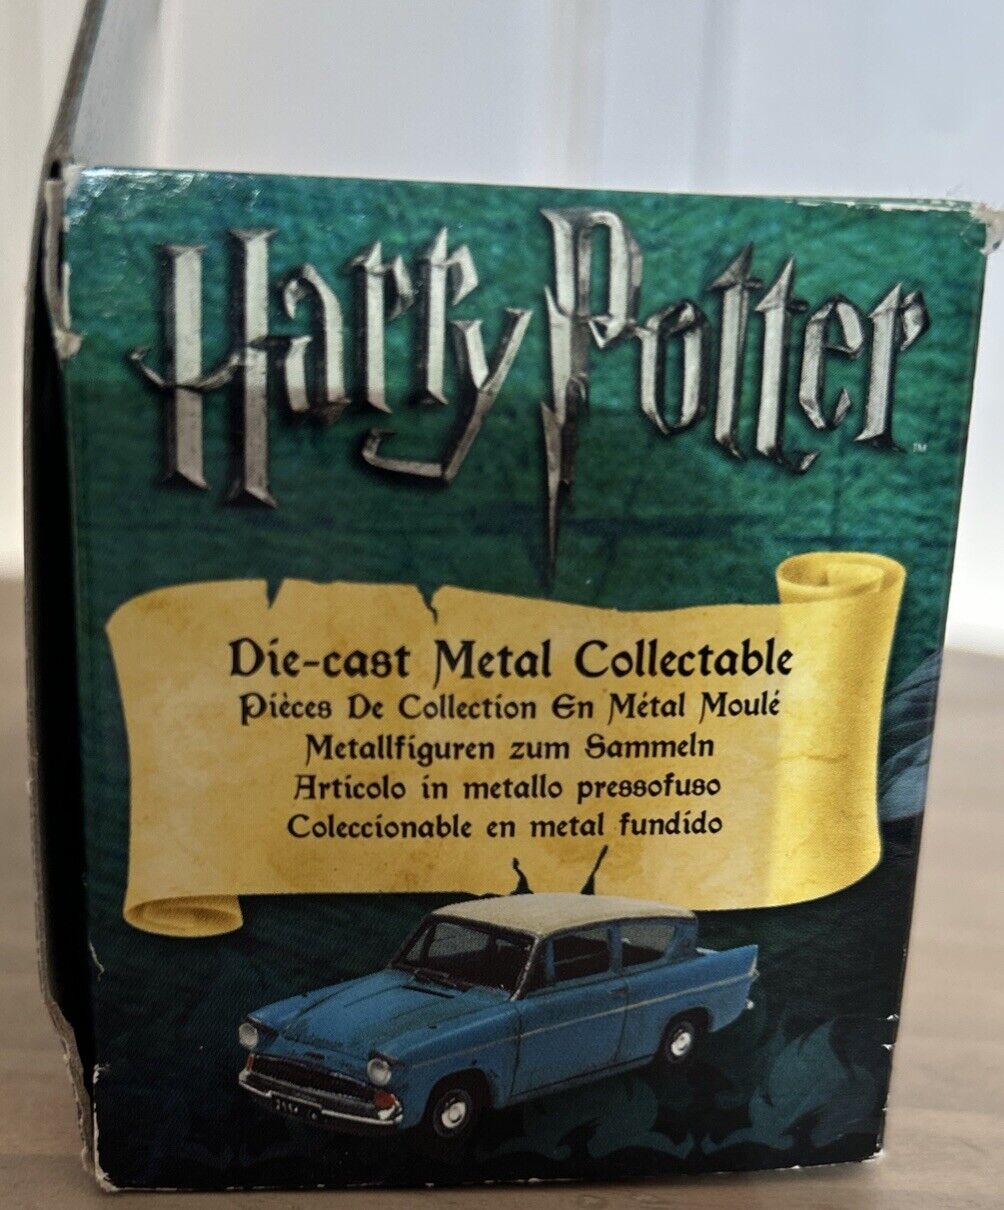 Harry Potter
TM
Die-cast Metal Collectable
Pièces De Collection En Métal Moulé
Metallfiguren zum Sammeln
Articolo in metallo pressofuso
Coleccionable en metal fundido